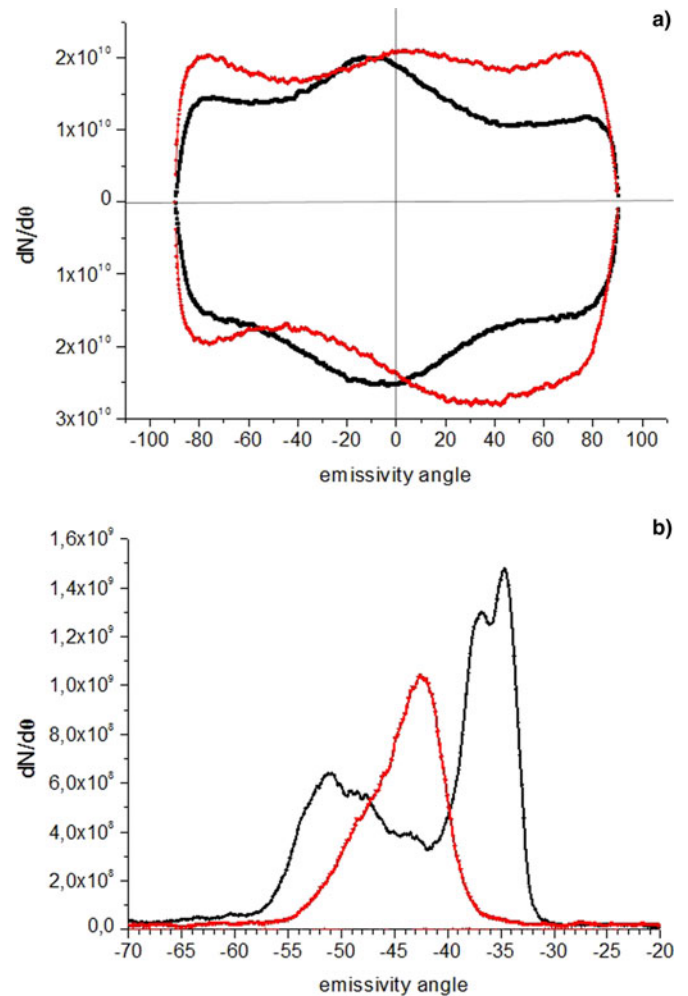 a)
2x10¹⁰
1x10¹⁰
0
1x10¹⁰
2x10¹⁰
3x10¹⁰
dN/dθ
-100 -80 -60 -40 -20 0 20 40 60 80 100
emissivity angle
b)
1,6x10⁹
1,4x10⁹
1,2x10⁹
1,0x10⁹
8,0x10⁸
6,0x10⁸
4,0x10⁸
2,0x10⁸
0,0
dN/dθ
-70 -65 -60 -55 -50 -45 -40 -35 -30 -25 -20
emissivity angle